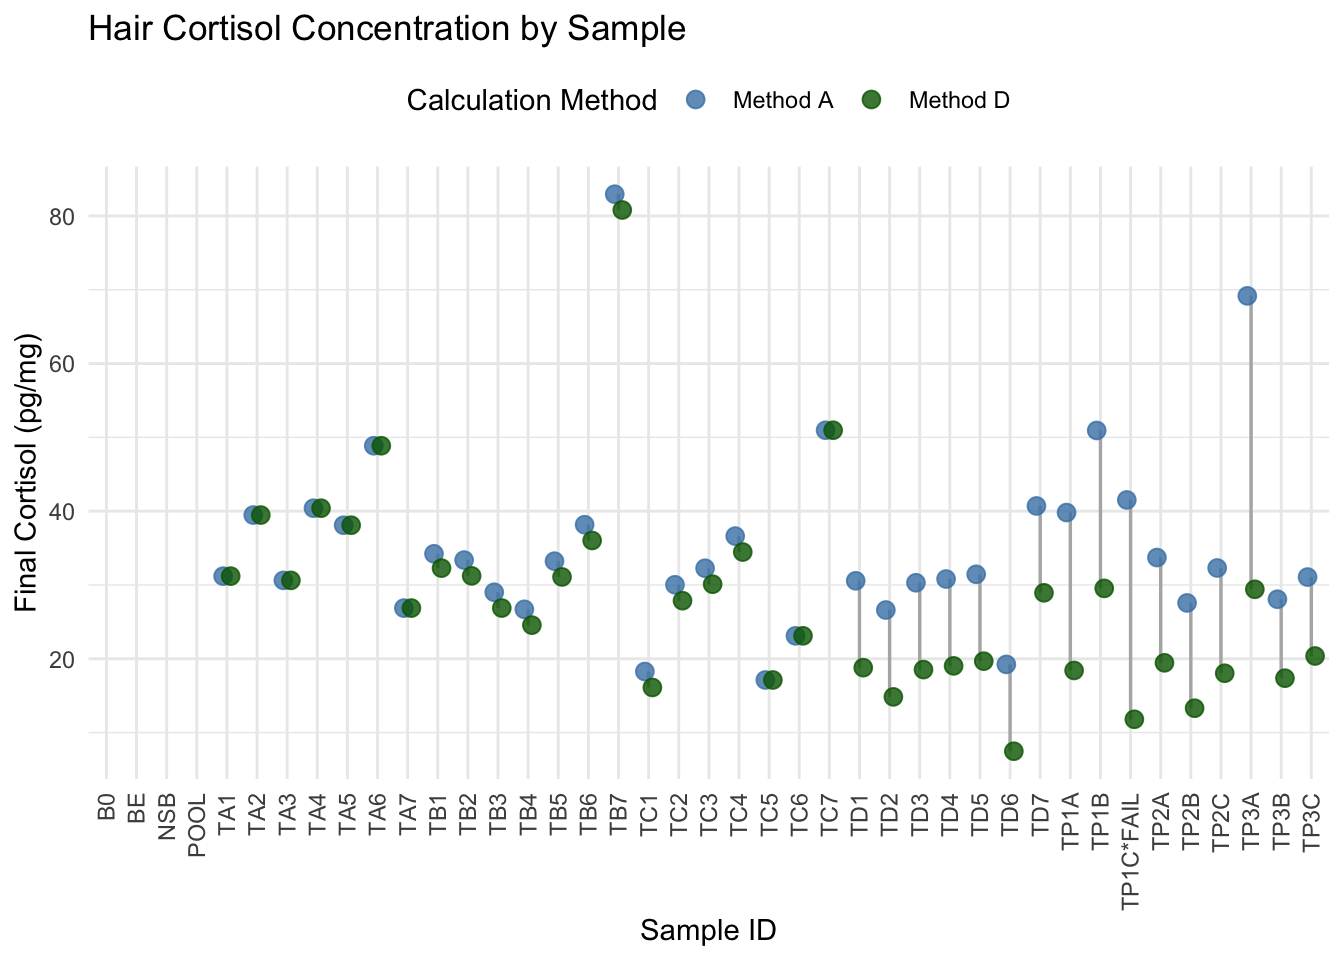 Hair Cortisol Concentration by Sample
Calculation Method Method A Method D
Final Cortisol (pg/mg)
80
60
40
20
B0 BE NSB POOL TA1 TA2 TA3 TA4 TA5 TA6 TA7 TB1 TB2 TB3 TB4 TB5 TB6 TB7 TC1 TC2 TC3 TC4 TC5 TC6 TC7 TD1 TD2 TD3 TD4 TD5 TD6 TD7 TP1A TP1B TP1C*FAIL TP2A TP2B TP2C TP3A TP3B TP3C
Sample ID